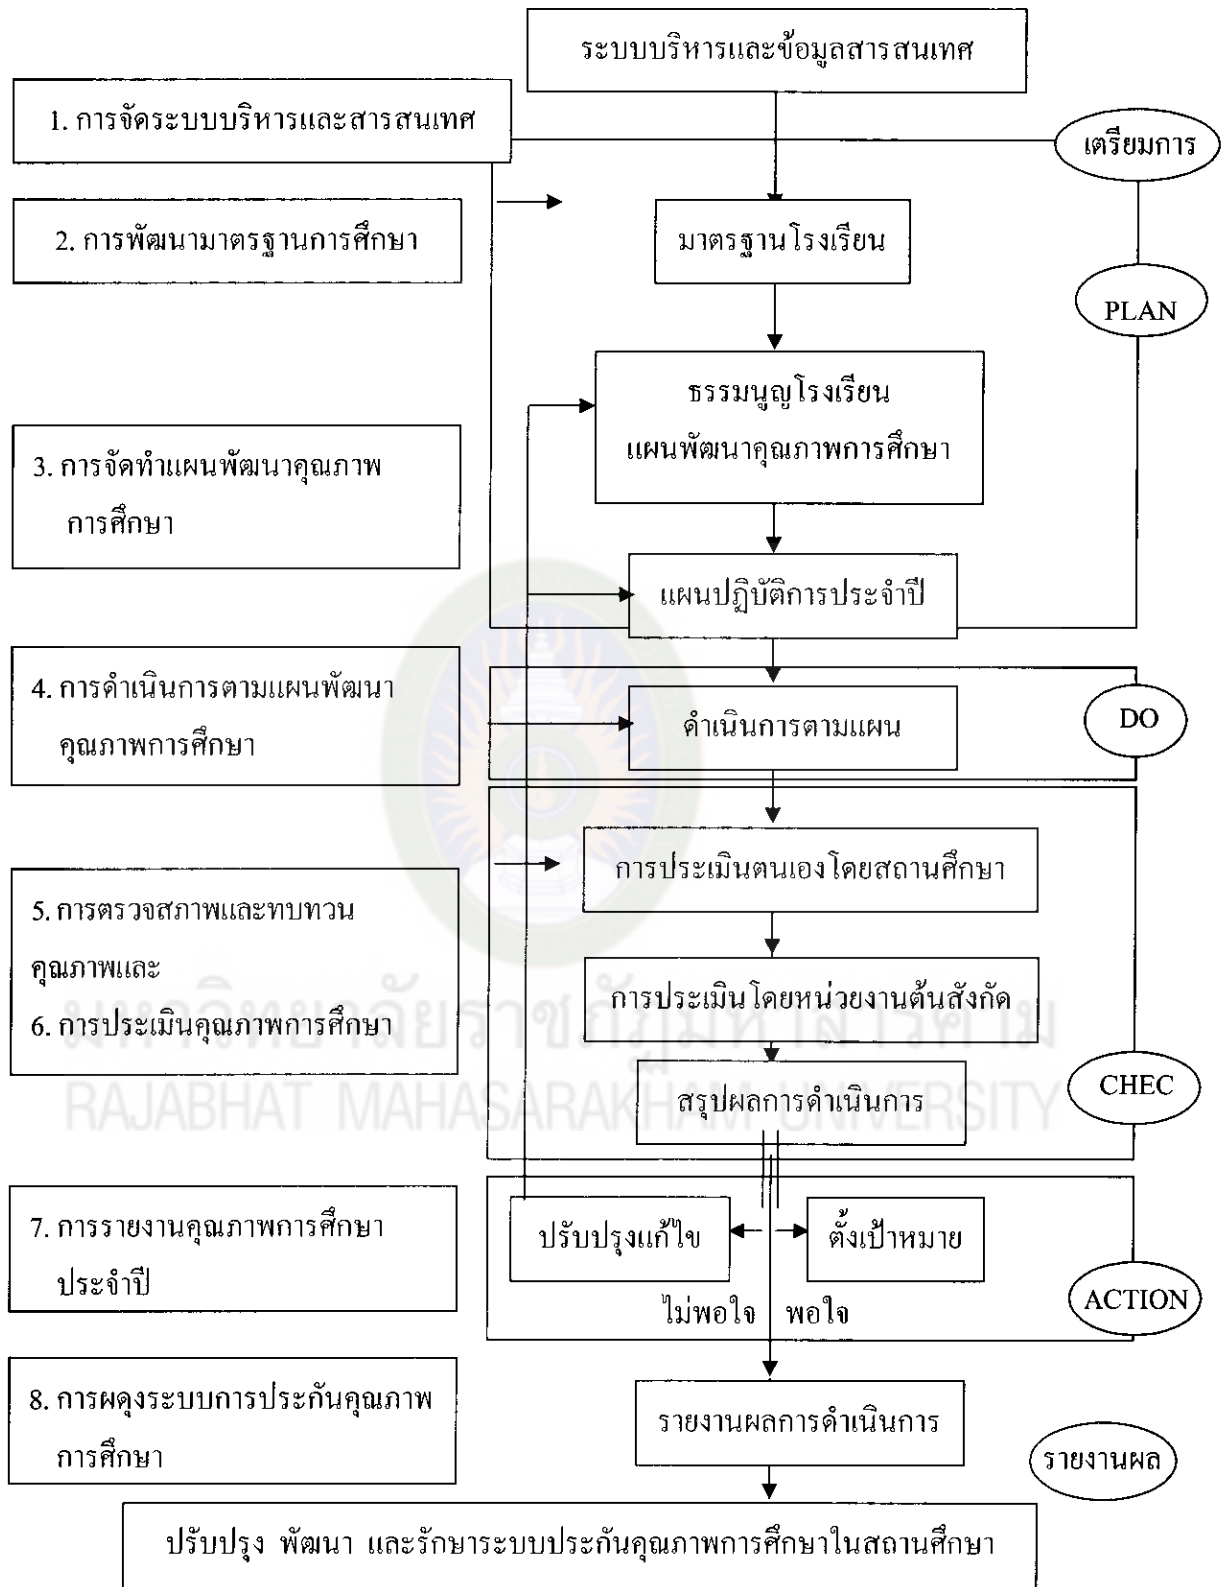 ระบบบริหารและข้อมูลสารสนเทศ
1. การจัดระบบบริหารและสารสนเทศ
เตรียมการ
2. การพัฒนามาตรฐานการศึกษา
มาตรฐานโรงเรียน
PLAN
ธรรมนูญโรงเรียน
แผนพัฒนาคุณภาพการศึกษา
3. การจัดทำแผนพัฒนาคุณภาพ
การศึกษา
แผนปฏิบัติการประจำปี
4. การดำเนินการตามแผนพัฒนา
คุณภาพการศึกษา
ดำเนินการตามแผน
DO
การประเมินตนเองโดยสถานศึกษา
5. การตรวจสภาพและทบทวน
คุณภาพและ
6. การประเมินคุณภาพการศึกษา
การประเมินโดยหน่วยงานต้นสังกัด
มหาวิทยาลัยราชภัฏมหาสารคาม
RAJABHAT MAHASARAKHAM UNIVERSITY
สรุปผลการดำเนินการ
CHEC
7. การรายงานคุณภาพการศึกษา
ประจำปี
ปรับปรุงแก้ไข
ตั้งเป้าหมาย
ไม่พอใจ พอใจ
ACTION
8. การผดุงระบบการประกันคุณภาพ
การศึกษา
รายงานผลการดำเนินการ
รายงานผล
ปรับปรุง พัฒนา และรักษาระบบประกันคุณภาพการศึกษาในสถานศึกษา